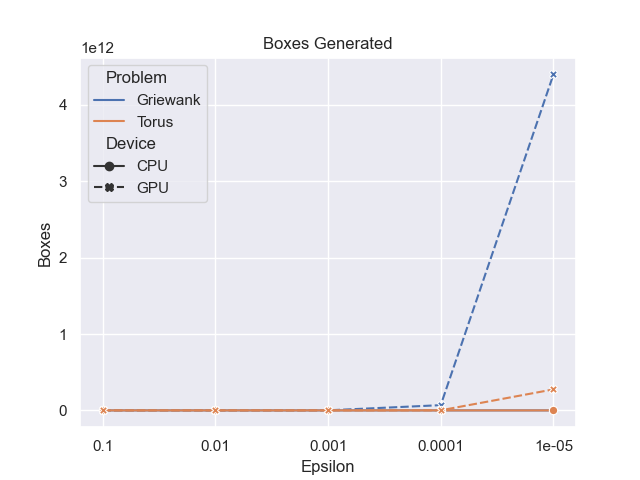 Boxes Generated
1e12
Problem
Griewank
Torus
Device
CPU
GPU
4
3
2
1
0
Boxes
0.1
0.01
0.001
0.0001
1e-05
Epsilon